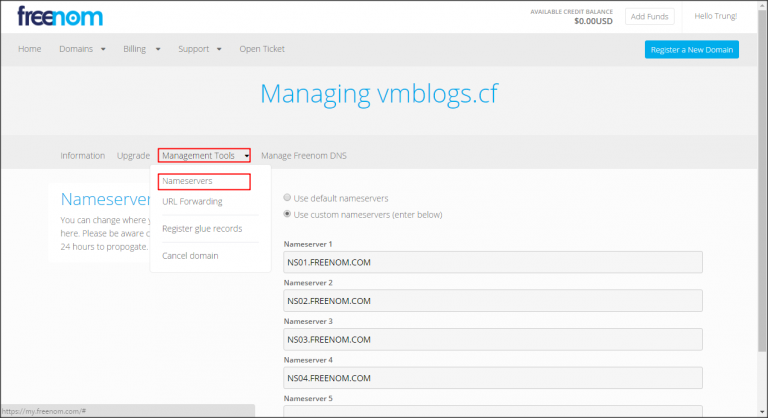 freenom
AVAILABLE CREDIT BALANCE
$0.00USD
Add Funds
Hello Trung!
Home Domains Billing Support Open Ticket
Register a New Domain
Managing vmblogs.cf
Information Upgrade Management Tools Manage Freenom DNS
Nameservers
URL Forwarding
Register glue records
Cancel domain
Nameserver
You can change where y
here. Please be aware c
24 hours to propogate.
Use default nameservers
Use custom nameservers (enter below)
Nameserver 1
NS01.FREENOM.COM
Nameserver 2
NS02.FREENOM.COM
Nameserver 3
NS03.FREENOM.COM
Nameserver 4
NS04.FREENOM.COM
Nameserver 5
https://my.freenom.com/#